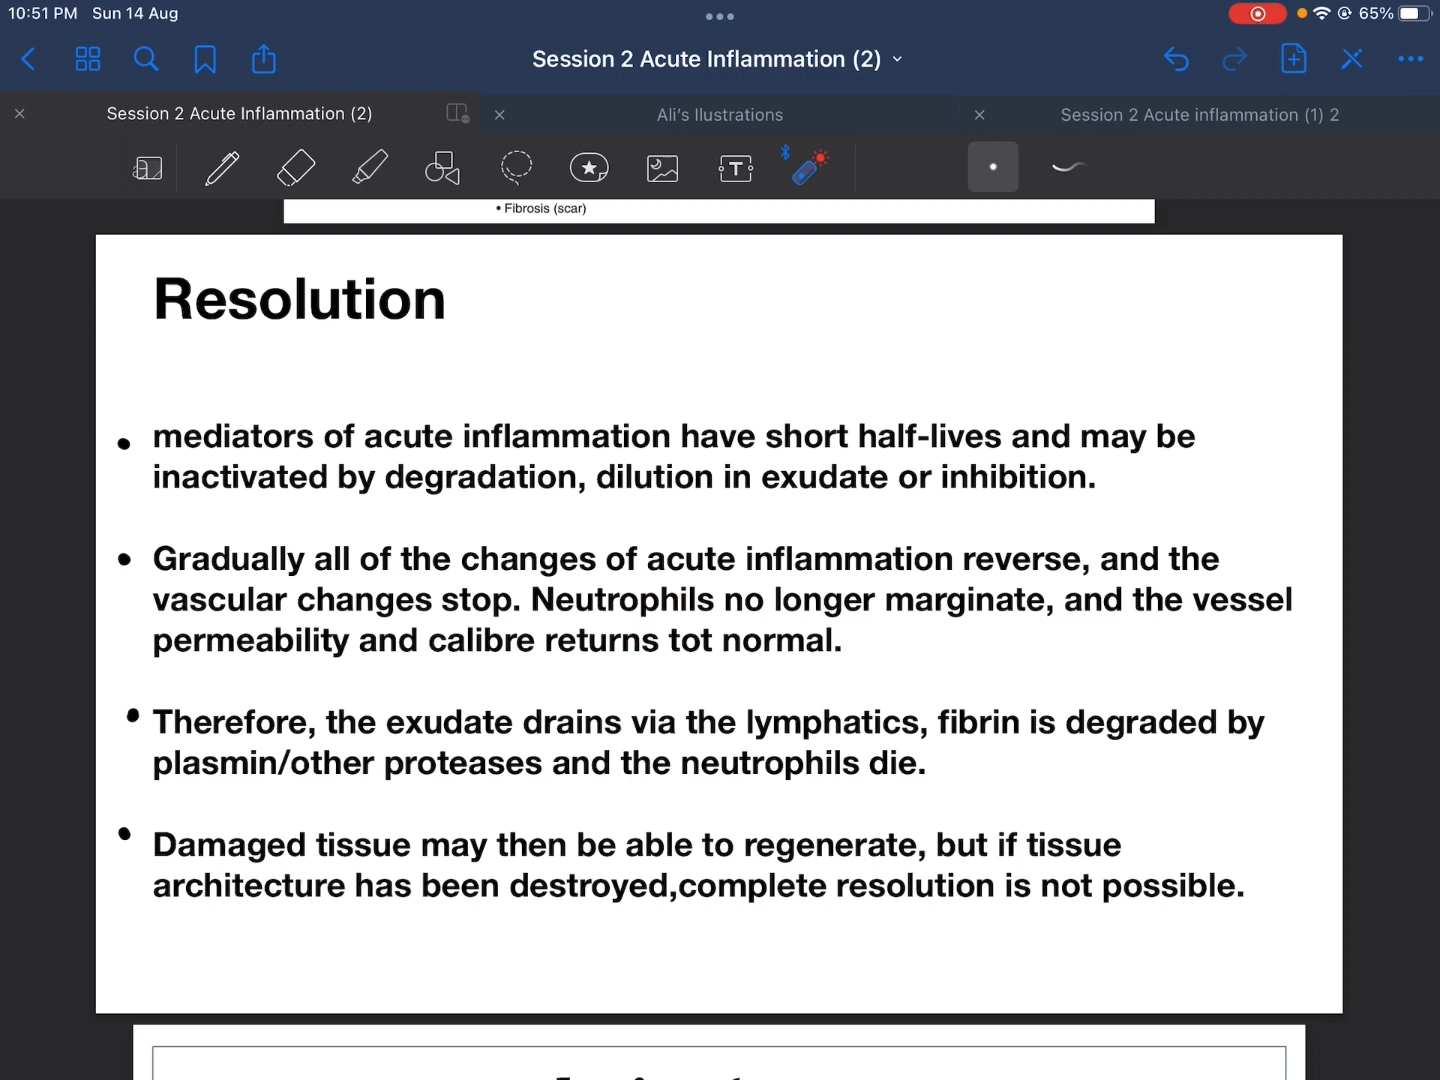 10:51 PM Sun 14 Aug
65%
Session 2 Acute Inflammation (2)
Session 2 Acute Inflammation (2)
Ali's Ilustrations
Session 2 Acute inflammation (1) 2
• Fibrosis (scar)
Resolution
• mediators of acute inflammation have short half-lives and may be
inactivated by degradation, dilution in exudate or inhibition.
• Gradually all of the changes of acute inflammation reverse, and the
vascular changes stop. Neutrophils no longer marginate, and the vessel
permeability and calibre returns tot normal.
• Therefore, the exudate drains via the lymphatics, fibrin is degraded by
plasmin/other proteases and the neutrophils die.
• Damaged tissue may then be able to regenerate, but if tissue
architecture has been destroyed,complete resolution is not possible.